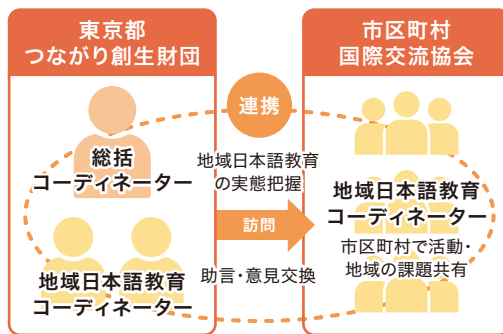 東京都
つながり創生財団
総括
コーディネーター
地域日本語教育
コーディネーター
連携
地域日本語教育
の実態把握
訪問
助言・意見交換
市区町村
国際交流協会
地域日本語教育
コーディネーター
市区町村で活動・
地域の課題共有